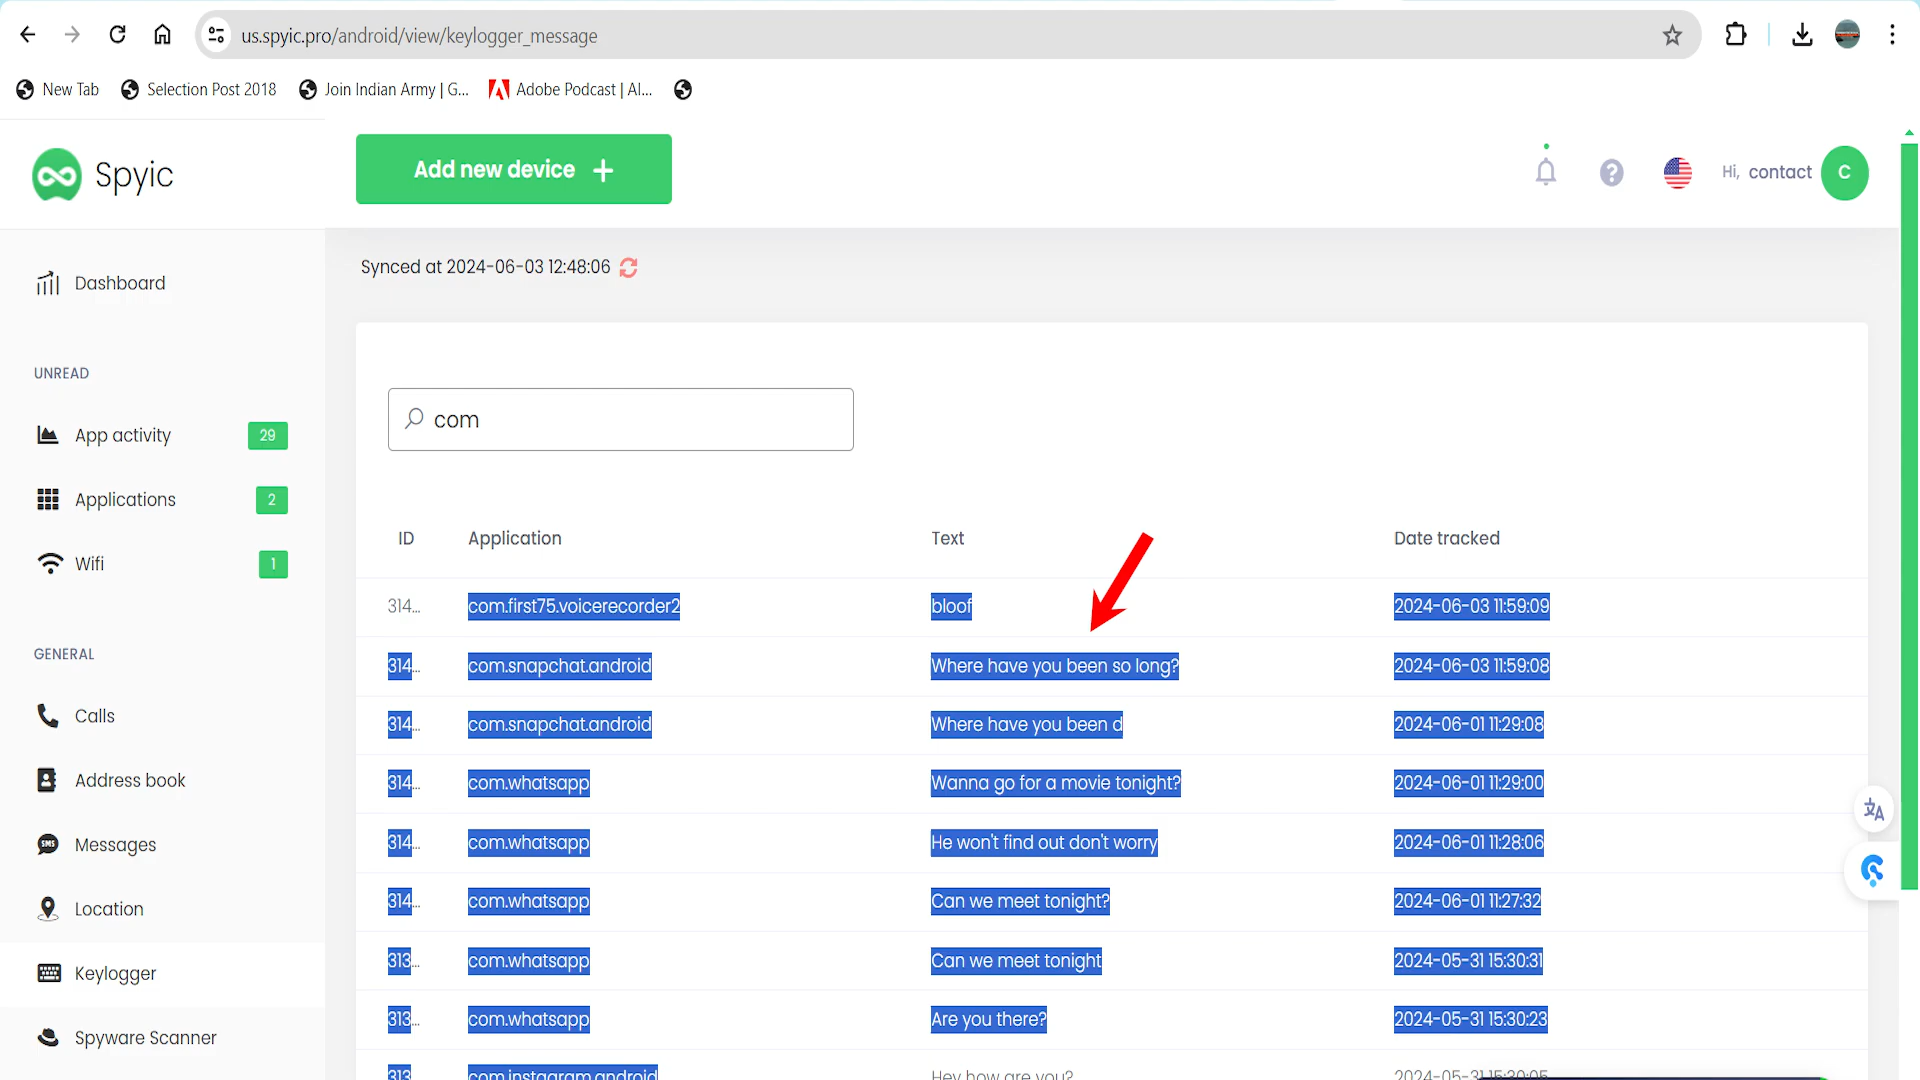 us.spyic.pro/android/view/keylogger_message
New Tab Selection Post 2018 Join Indian Army | G... Adobe Podcast | AI...
Spyic
Add new device +
Hi, contact C
Synced at 2024-06-03 12:48:06
Dashboard
UNREAD
App activity 29
Applications 2
Wifi 1
GENERAL
Calls
Address book
SMS Messages
Location
Keylogger
Spyware Scanner
com
ID Application Text Date tracked
314... com.first75.voicerecorder2 bloof 2024-06-03 11:59:09
314... com.snapchat.android Where have you been so long? 2024-06-03 11:59:08
314... com.snapchat.android Where have you been d 2024-06-01 11:29:08
314... com.whatsapp Wanna go for a movie tonight? 2024-06-01 11:29:00
314... com.whatsapp He won't find out don't worry 2024-06-01 11:28:06
314... com.whatsapp Can we meet tonight? 2024-06-01 11:27:32
313... com.whatsapp Can we meet tonight 2024-05-31 15:30:31
313... com.whatsapp Are you there? 2024-05-31 15:30:23
313 com.instagram.android Hey how are you? 2024-05-31 15:30:05